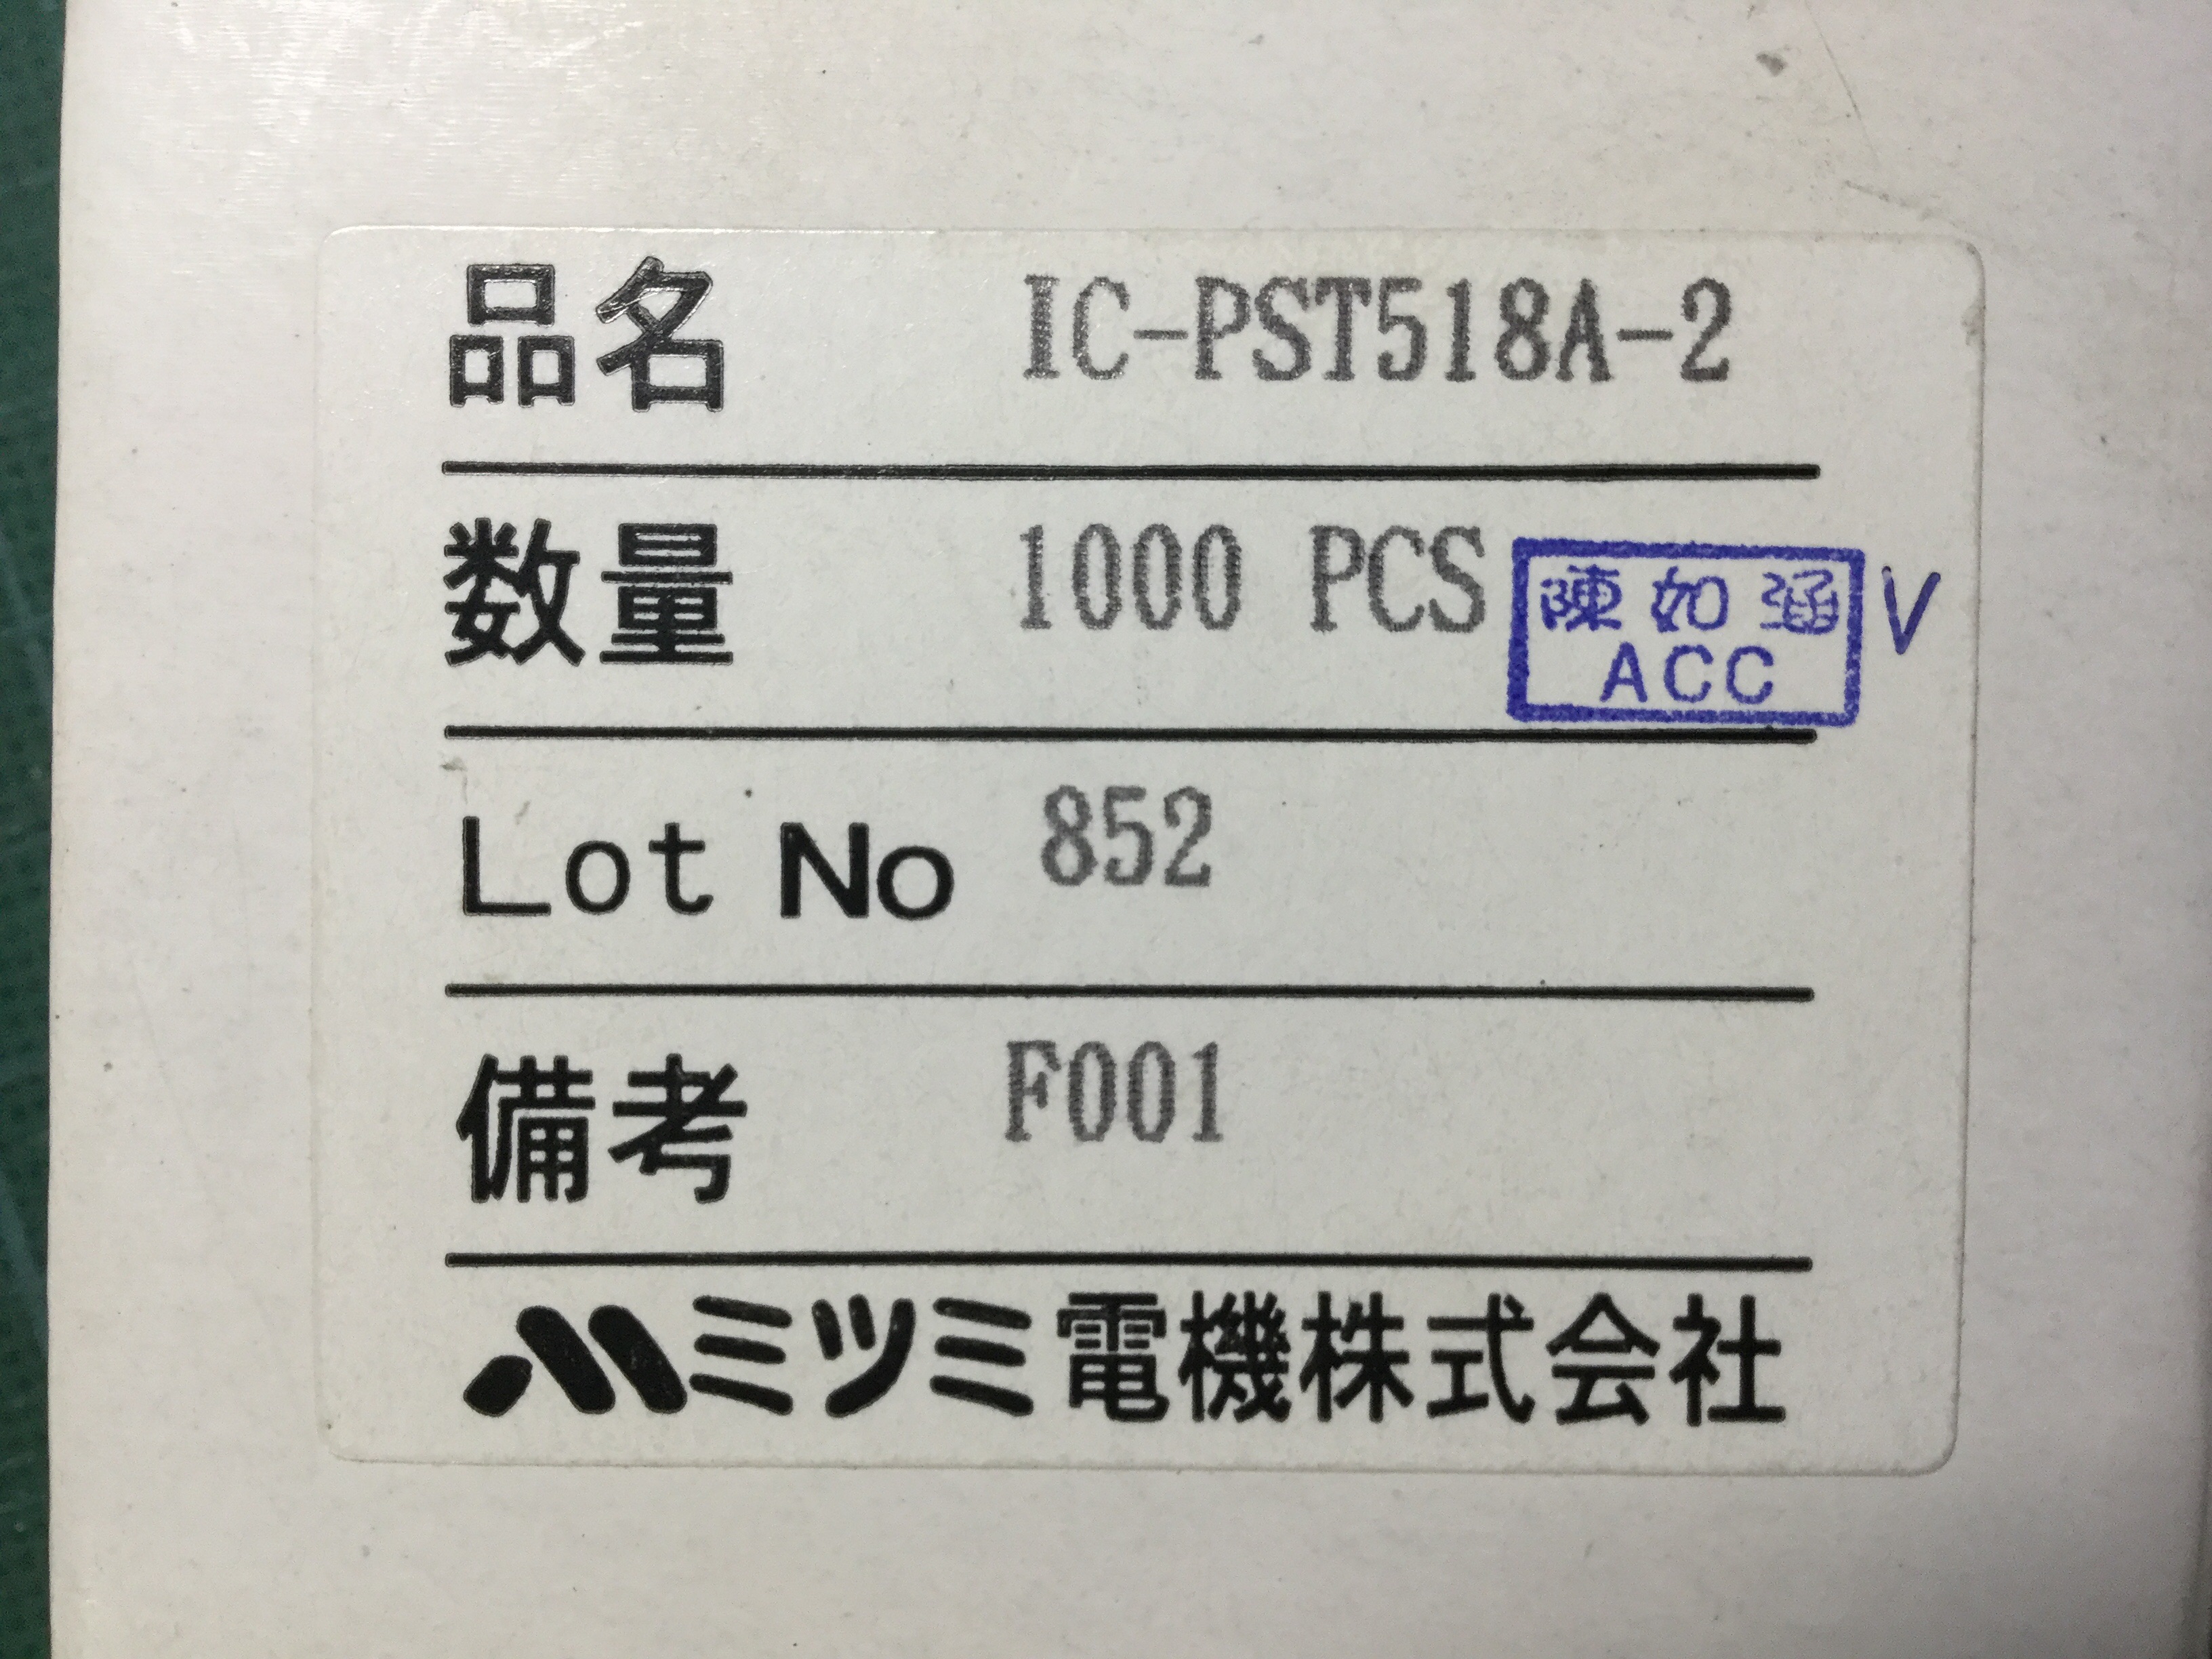 品名 IC-PST518A-2
数量 1000 PCS
陳如通 V
ACC
Lot No 852
備考 F001
ミツミ電機株式会社